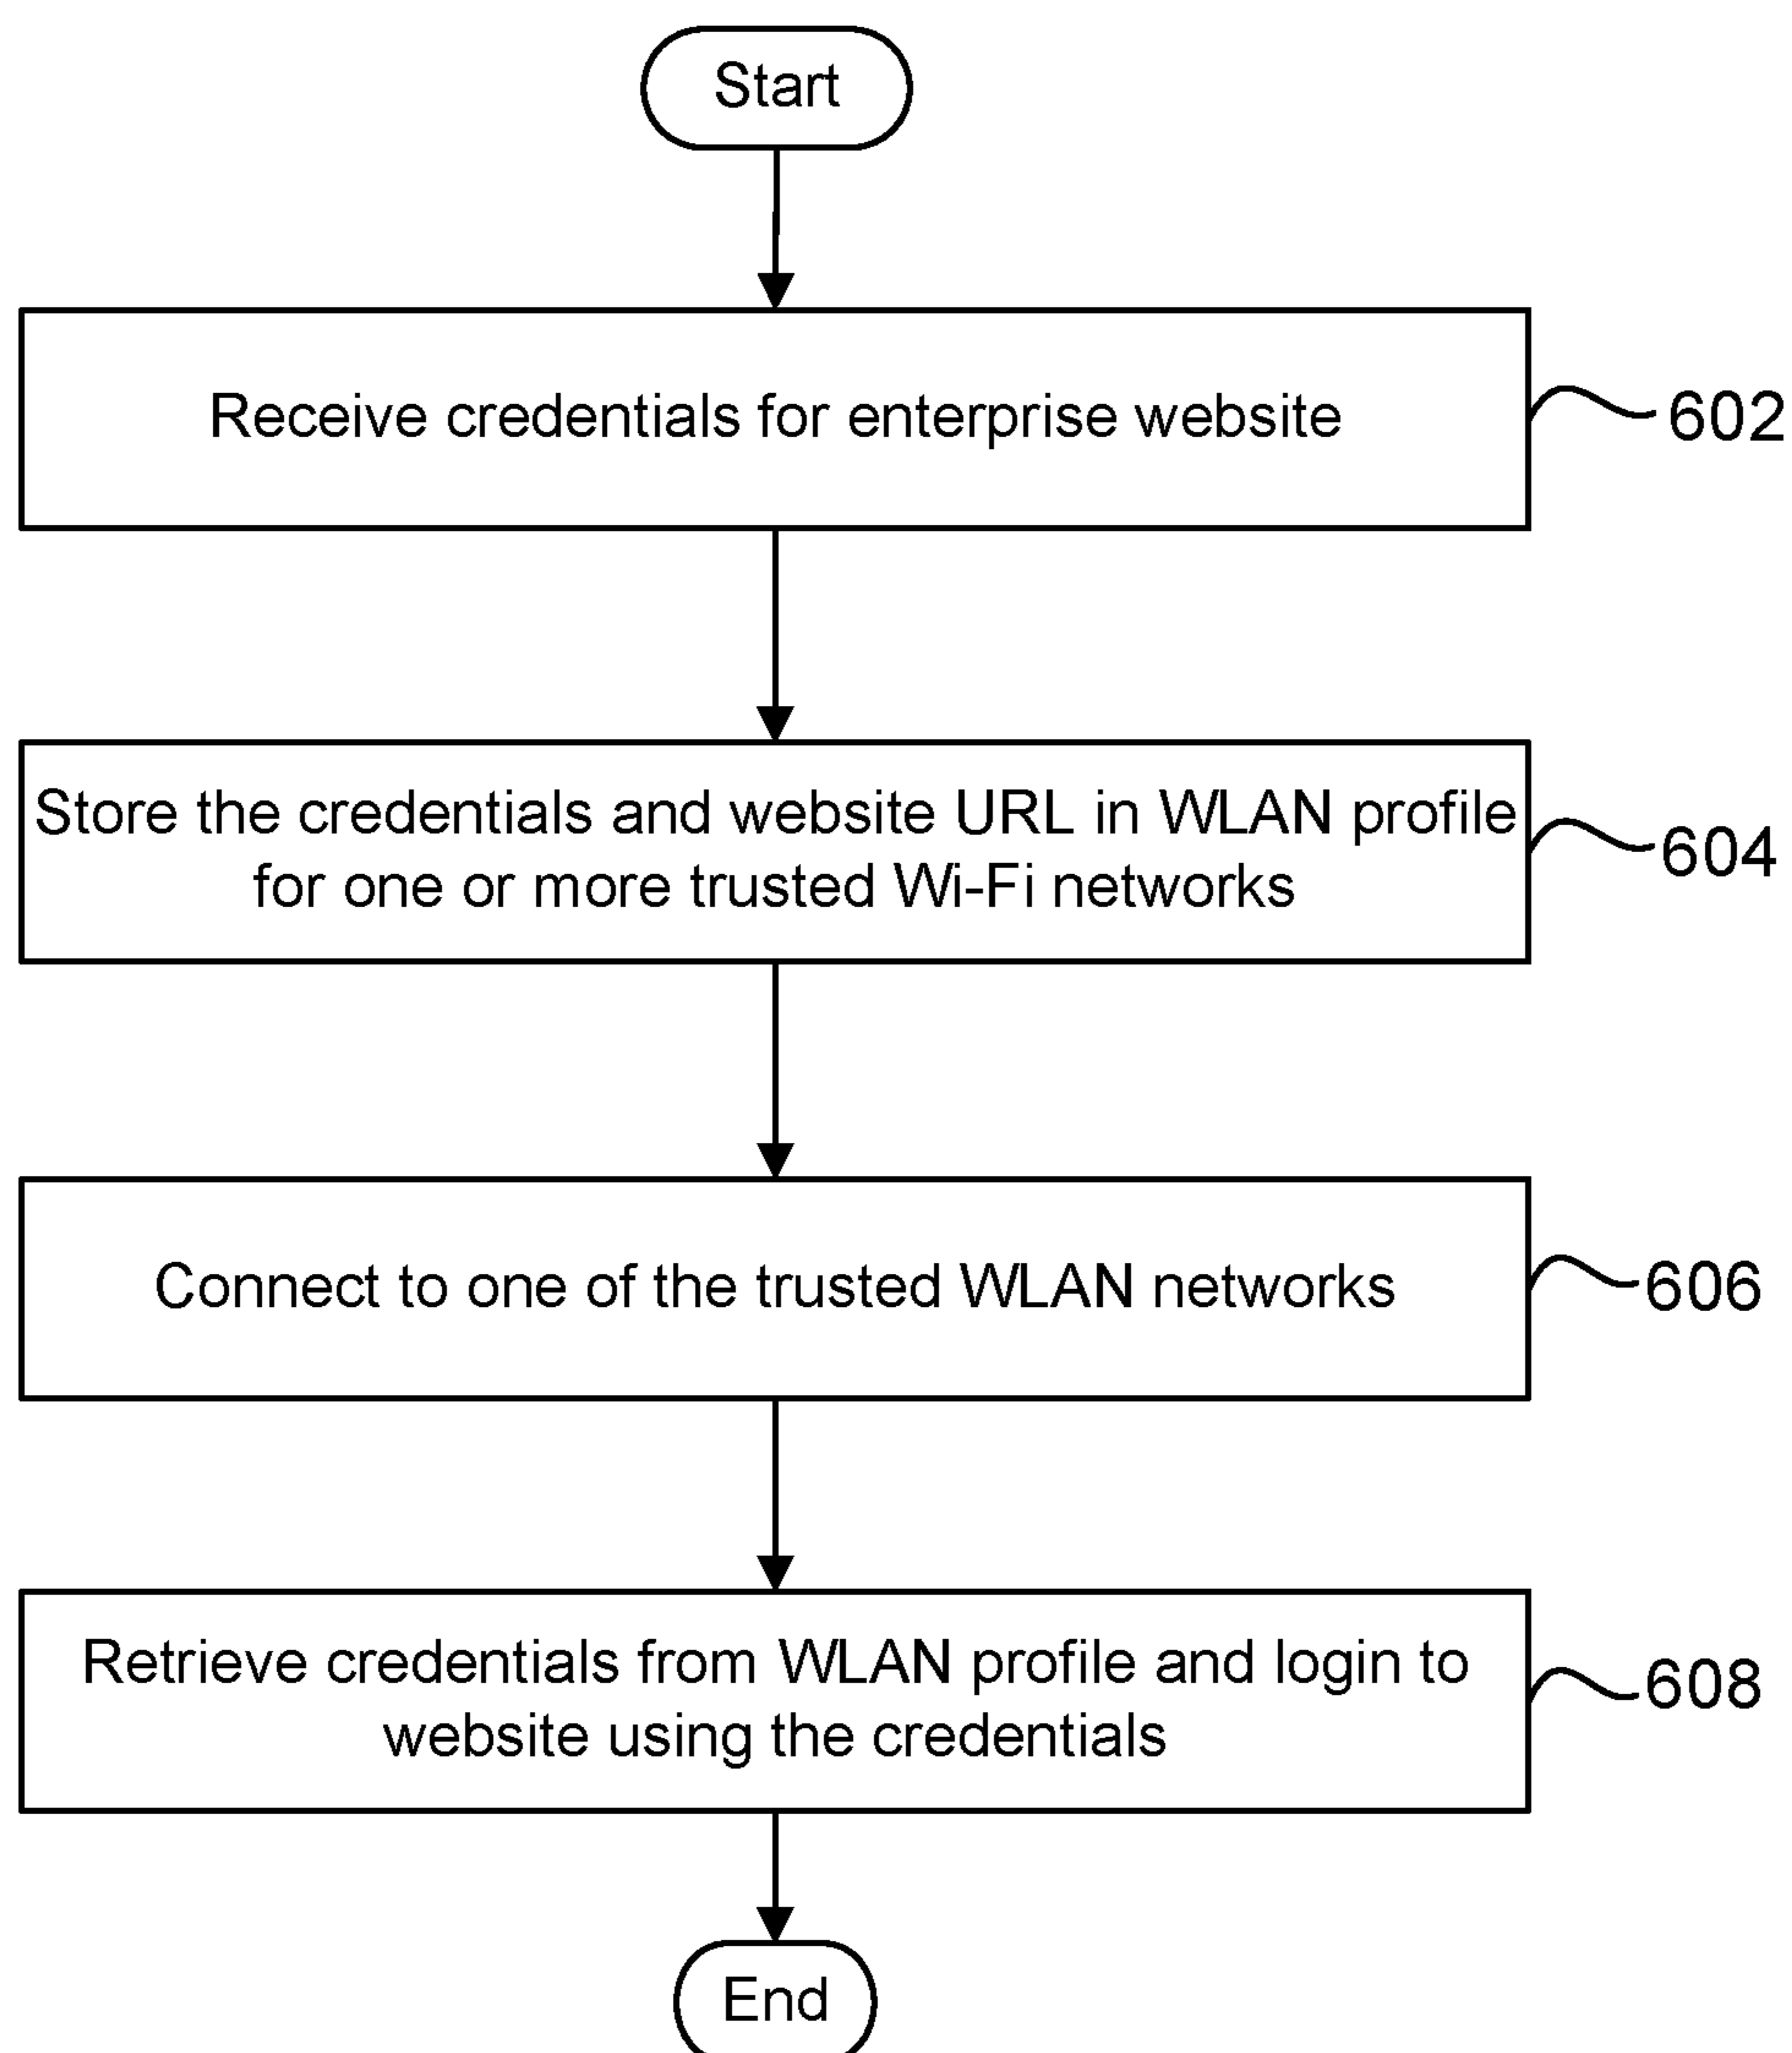 Start
Receive credentials for enterprise website
602
Store the credentials and website URL in WLAN profile
for one or more trusted Wi-Fi networks
604
Connect to one of the trusted WLAN networks
606
Retrieve credentials from WLAN profile and login to
website using the credentials
608
End